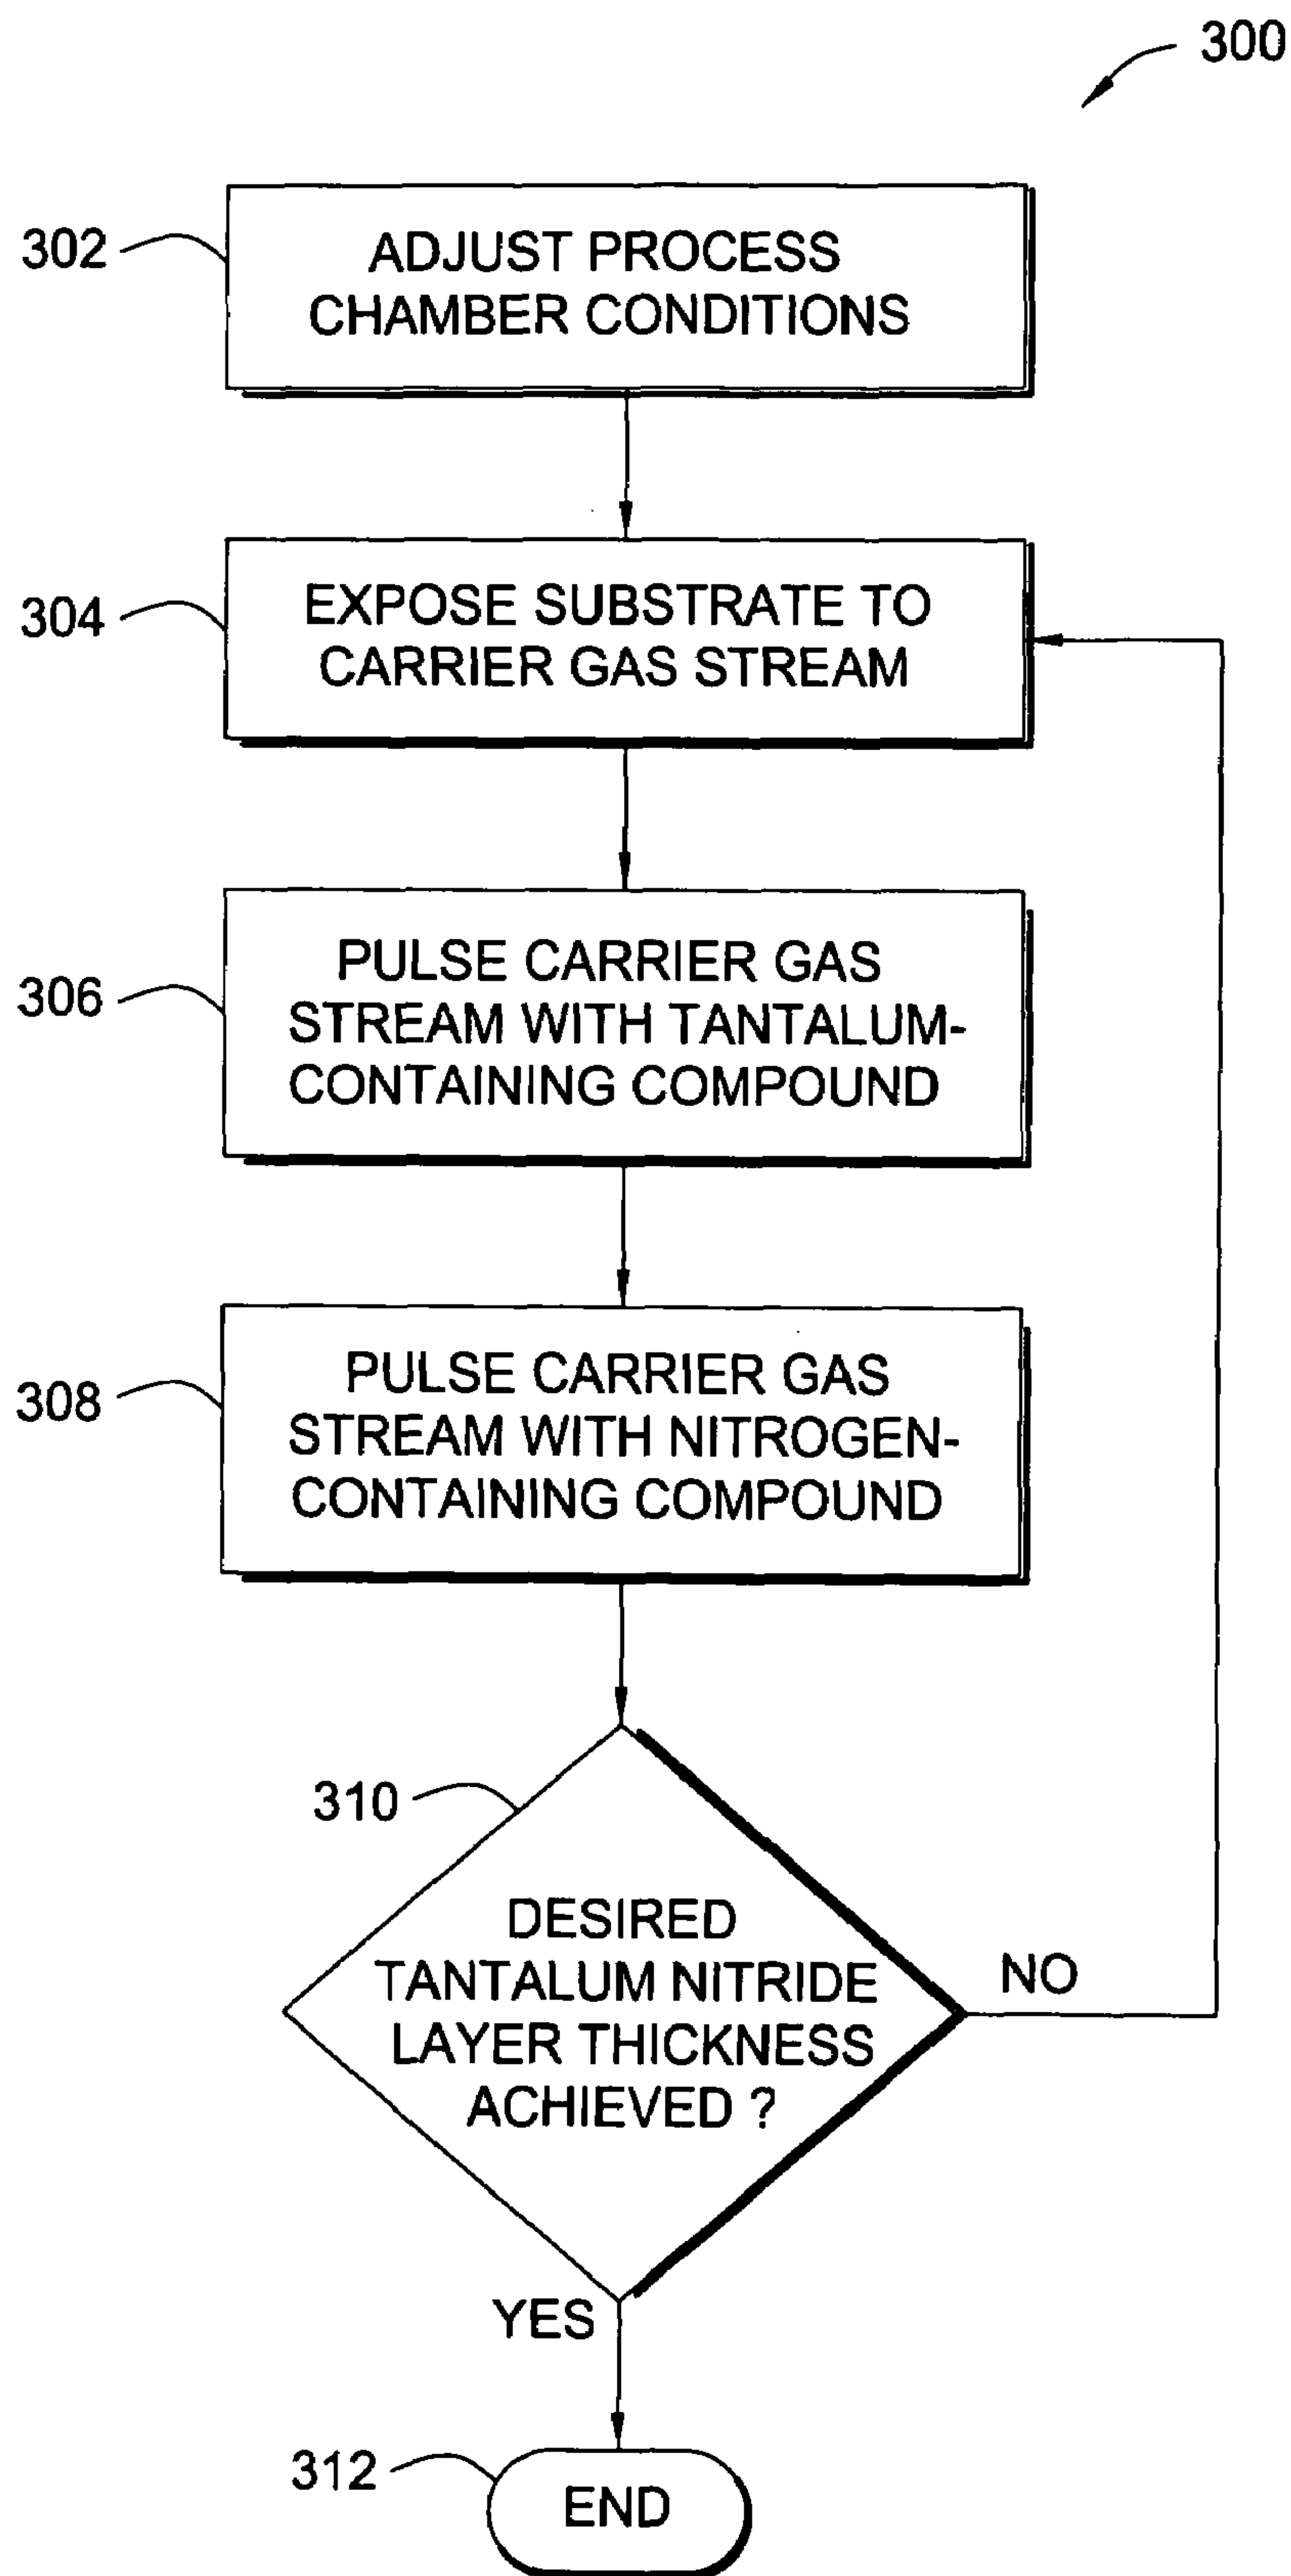 300
302
ADJUST PROCESS
CHAMBER CONDITIONS
304
EXPOSE SUBSTRATE TO
CARRIER GAS STREAM
306
PULSE CARRIER GAS
STREAM WITH TANTALUM-
CONTAINING COMPOUND
308
PULSE CARRIER GAS
STREAM WITH NITROGEN-
CONTAINING COMPOUND
310
DESIRED
TANTALUM NITRIDE
LAYER THICKNESS
ACHIEVED ?
NO
YES
312
END